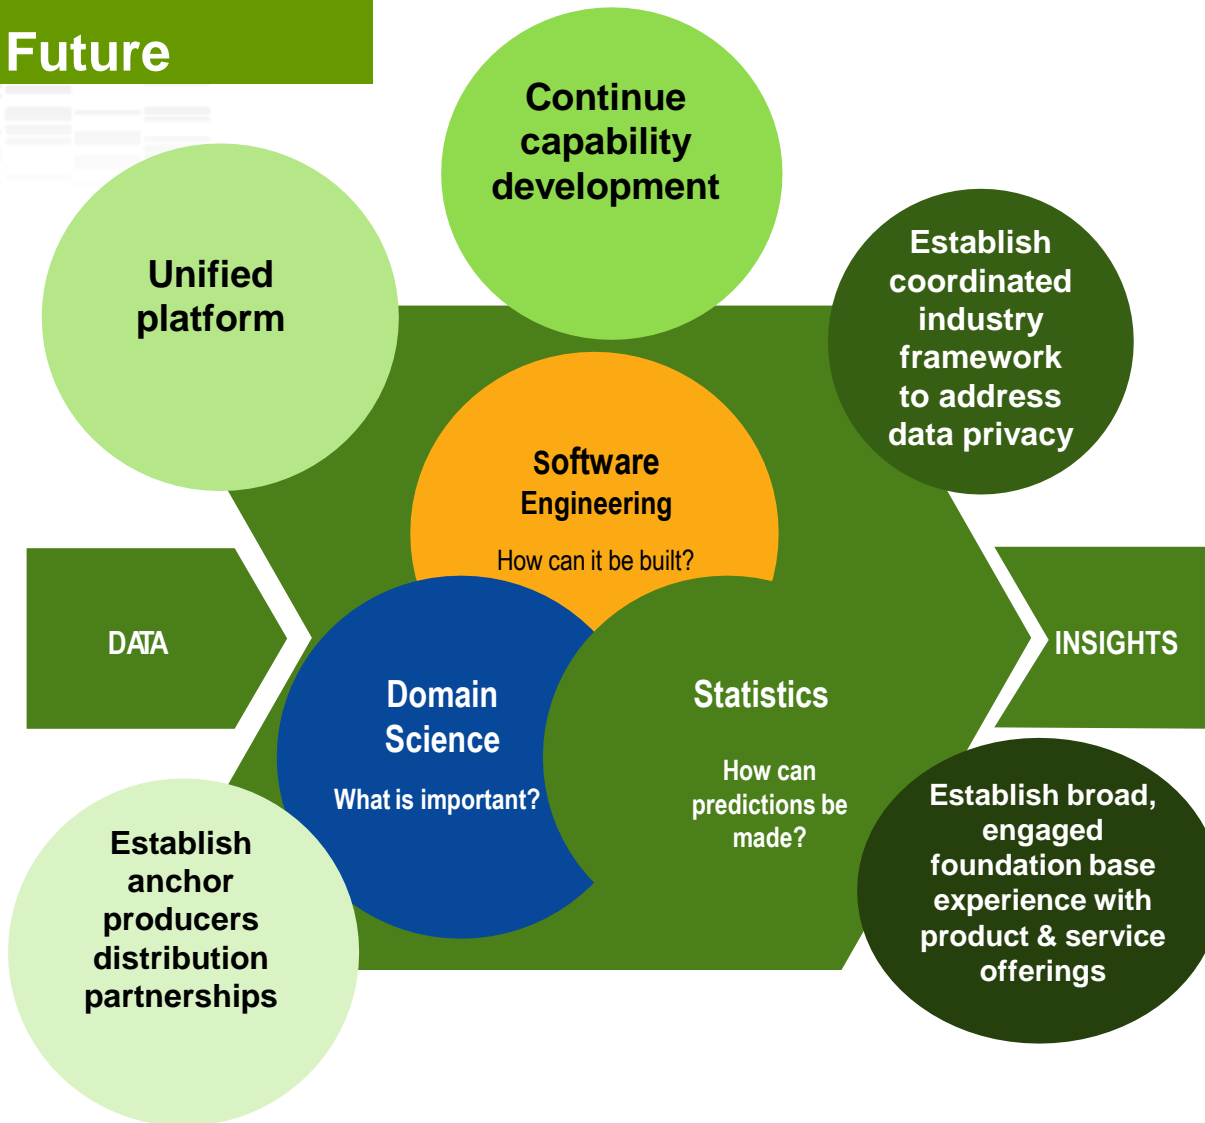 Future
Continue
capability
development
Unified
platform
Establish
coordinated
industry
framework
to address
data privacy
Software
Engineering
How can it be built?
DATA
INSIGHTS
Domain
Science
What is important?
Statistics
How can
predictions be
made?
Establish
anchor
producers
distribution
partnerships
Establish broad,
engaged
foundation base
experience with
product & service
offerings